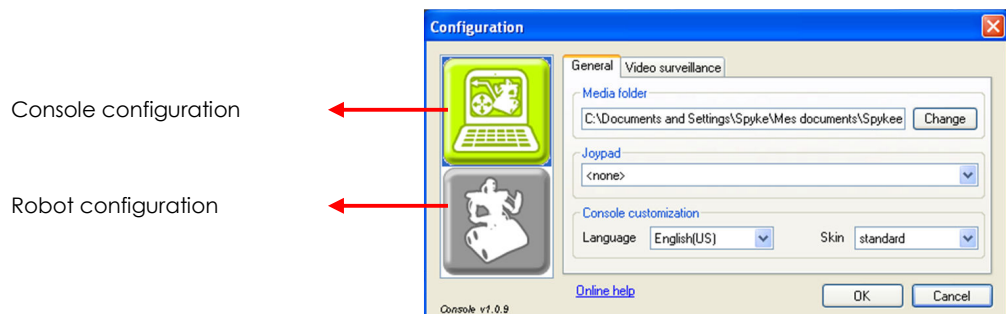 Configuration
Console configuration
Robot configuration
General
Video surveillance
Media folder
C:\Documents and Settings\Spyke\Mes documents\Spykee
Change
Joypad
<none>
Console customization
Language English(US) Skin standard
Online help
OK Cancel
Console v1.0.9